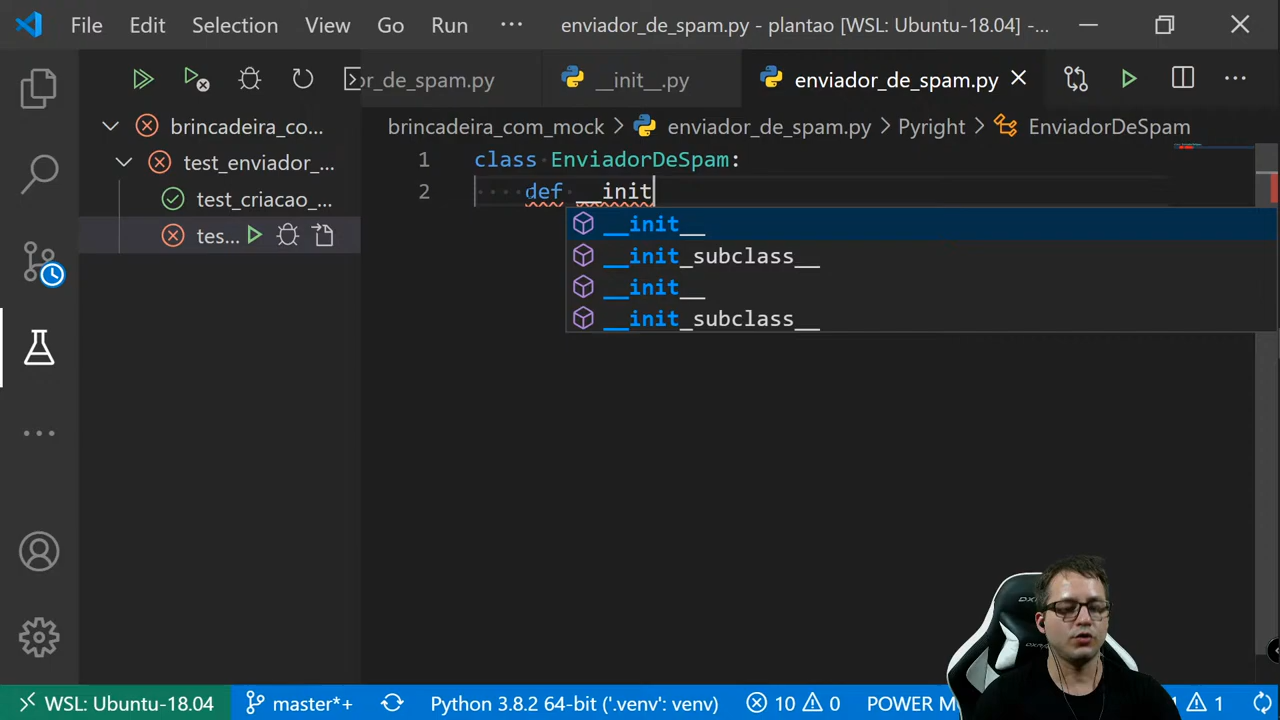 File Edit Selection View Go Run ··· enviador_de_spam.py - plantao [WSL: Ubuntu-18.04] -...
or_de_spam.py __init__.py enviador_de_spam.py
brincadeira_co...
test_enviador_...
test_criacao_...
tes...
brincadeira_com_mock > enviador_de_spam.py > Pyright > EnviadorDeSpam
1 class EnviadorDeSpam:
2 def __init
__init__
__init_subclass__
__init__
__init_subclass__
WSL: Ubuntu-18.04 master*+ Python 3.8.2 64-bit ('.venv': venv) 10 0 POWER M 1 1